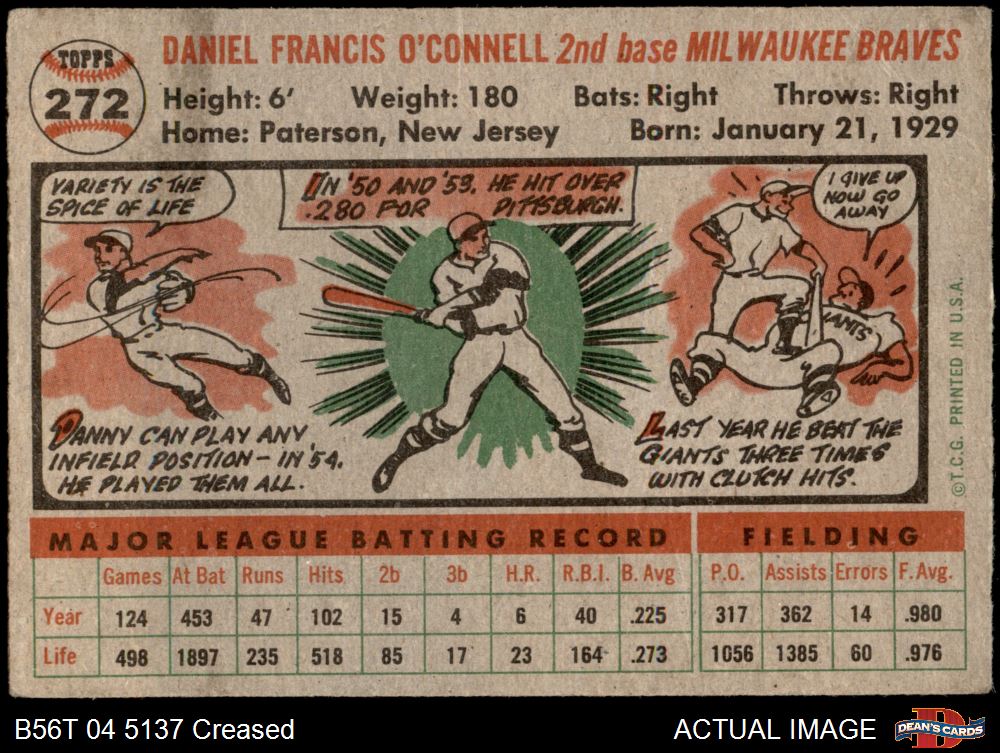 TOPPS
272
DANIEL FRANCIS O'CONNELL 2nd base MILWAUKEE BRAVES
Height: 6' Weight: 180 Bats: Right Throws: Right
Home: Paterson, New Jersey Born: January 21, 1929
VARIETY IS THE
SPICE OF LIFE
IN '50 AND '53, HE HIT OVER
.280 FOR PITTSBURGH.
I GIVE UP
NOW GO
AWAY
IANTS
DANNY CAN PLAY ANY
INFIELD POSITION - IN '54,
HE PLAYED THEM ALL.
LAST YEAR HE BEAT THE
GIANTS THREE TIMES
WITH CLUTCH HITS.
© T.C.G. PRINTED IN U.S.A.
MAJOR LEAGUE BATTING RECORD FIELDING
Games At Bat Runs Hits 2b 3b H.R. R.B.I. B. Avg P.O. Assists Errors F. Avg.
Year 124 453 47 102 15 4 6 40 .225 317 362 14 .980
Life 498 1897 235 518 85 17 23 164 .273 1056 1385 60 .976
B56T 04 5137 Creased
ACTUAL IMAGE
D
DEAN'S CARDS